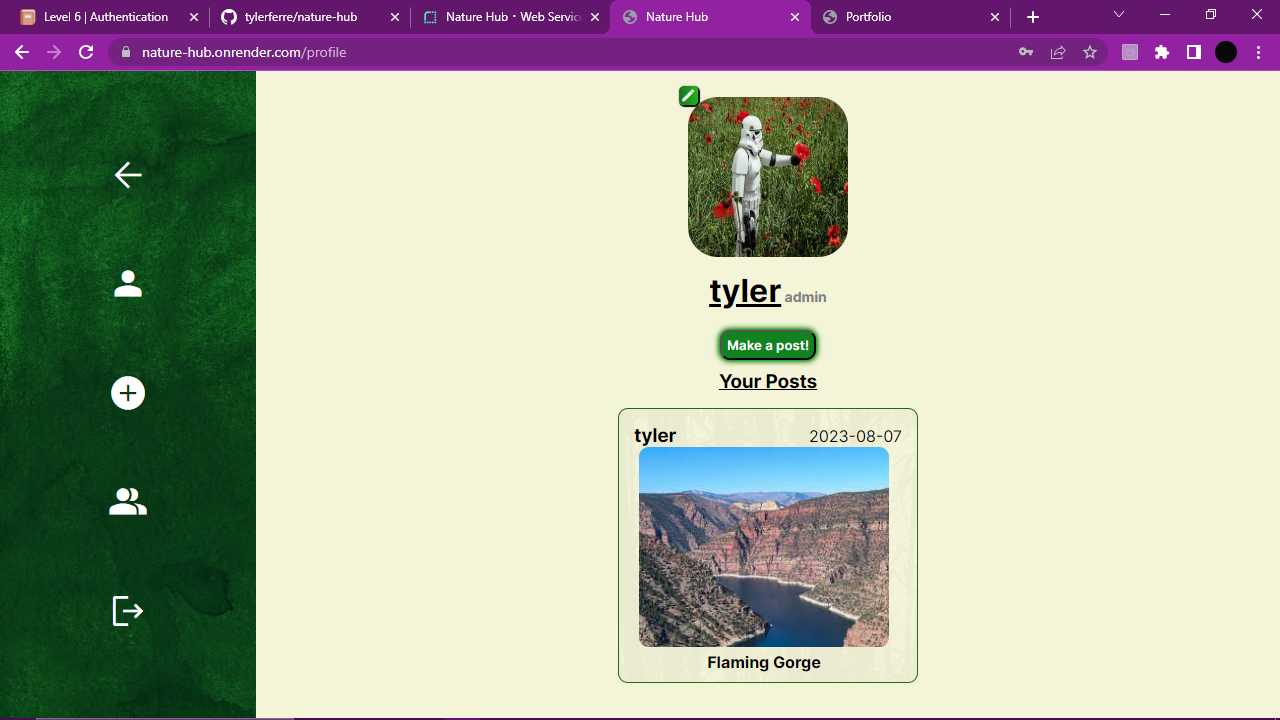 Level 6 | Authentication
tylerferre/nature-hub
Nature Hub · Web Service
Nature Hub
Portfolio
nature-hub.onrender.com/profile
tyler admin
Make a post!
Your Posts
tyler 2023-08-07
Flaming Gorge